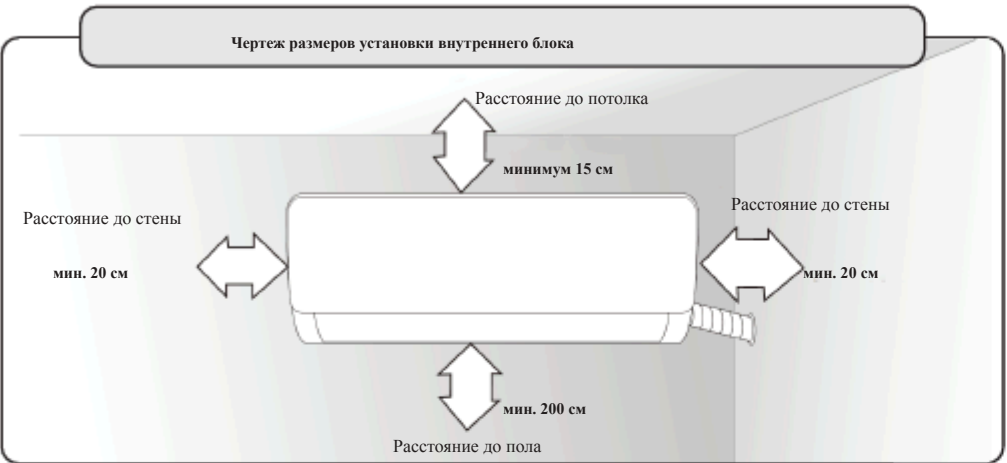 Чертеж размеров установки внутреннего блока
Расстояние до потолка
минимум 15 см
Расстояние до стены
мин. 20 см
Расстояние до стены
мин. 20 см
мин. 200 см
Расстояние до пола